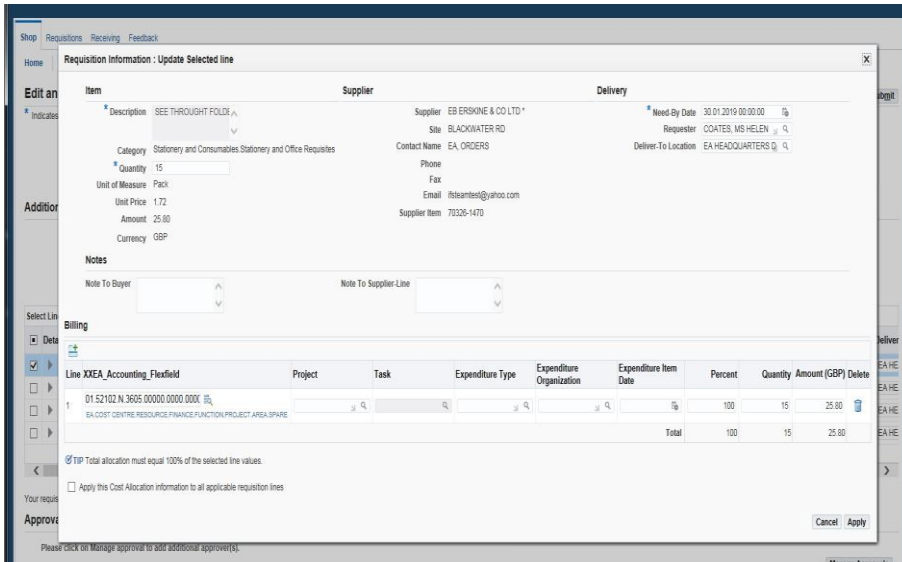 Shop Requisitions Receiving Feedback
Home
Requisition Information : Update Selected line
Edit an
* Indicates
ubmit
Item
Supplier
Delivery
* Description SEE THROUGHT FOLDE
Supplier EB ERSKINE & CO LTD *
* Need-By Date 30.01.2019 00:00:00
Site BLACKWATER RD
Requester COATES, MS HELEN
Category Stationery and Consumables.Stationery and Office Requisites
Contact Name EA, ORDERS
Deliver-To Location EA HEADQUARTERS
* Quantity 15
Phone
Unit of Measure Pack
Fax
Unit Price 1.72
Email ifsteamtest@yahoo.com
Amount 25.80
Supplier Item 70326-1470
Currency GBP
Addition
Notes
Note To Buyer
Note To Supplier-Line
Select Lin
Billing
Deta
Deliver
Line XXEA_Accounting_Flexfield Project Task Expenditure Type Expenditure Organization Expenditure Item Date Percent Quantity Amount (GBP) Delete
1 01.52102.N.3605.00000.0000.000( 100 15 25.80
EA.COST CENTRE.RESOURCE.FINANCE.FUNCTION.PROJECT.AREA.SPARE
EA HE
EA HE
EA HE
EA HE
Total 100 15 25.80
TIP Total allocation must equal 100% of the selected line values.
Apply this Cost Allocation information to all applicable requisition lines
Your requis
Approva
Cancel Apply
Please click on Manage approval to add additional approver(s).